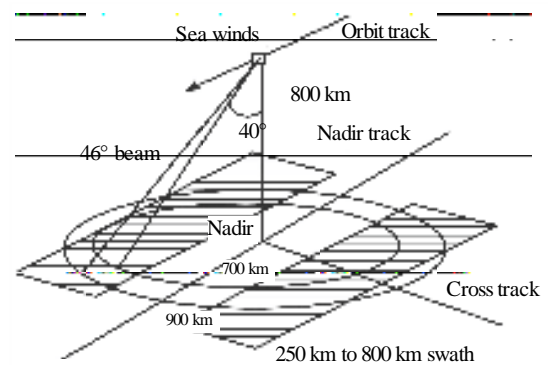 Sea winds
Orbit track
800 km
40°
Nadir track
46° beam
Nadir
700 km
Cross track
900 km
250 km to 800 km swath